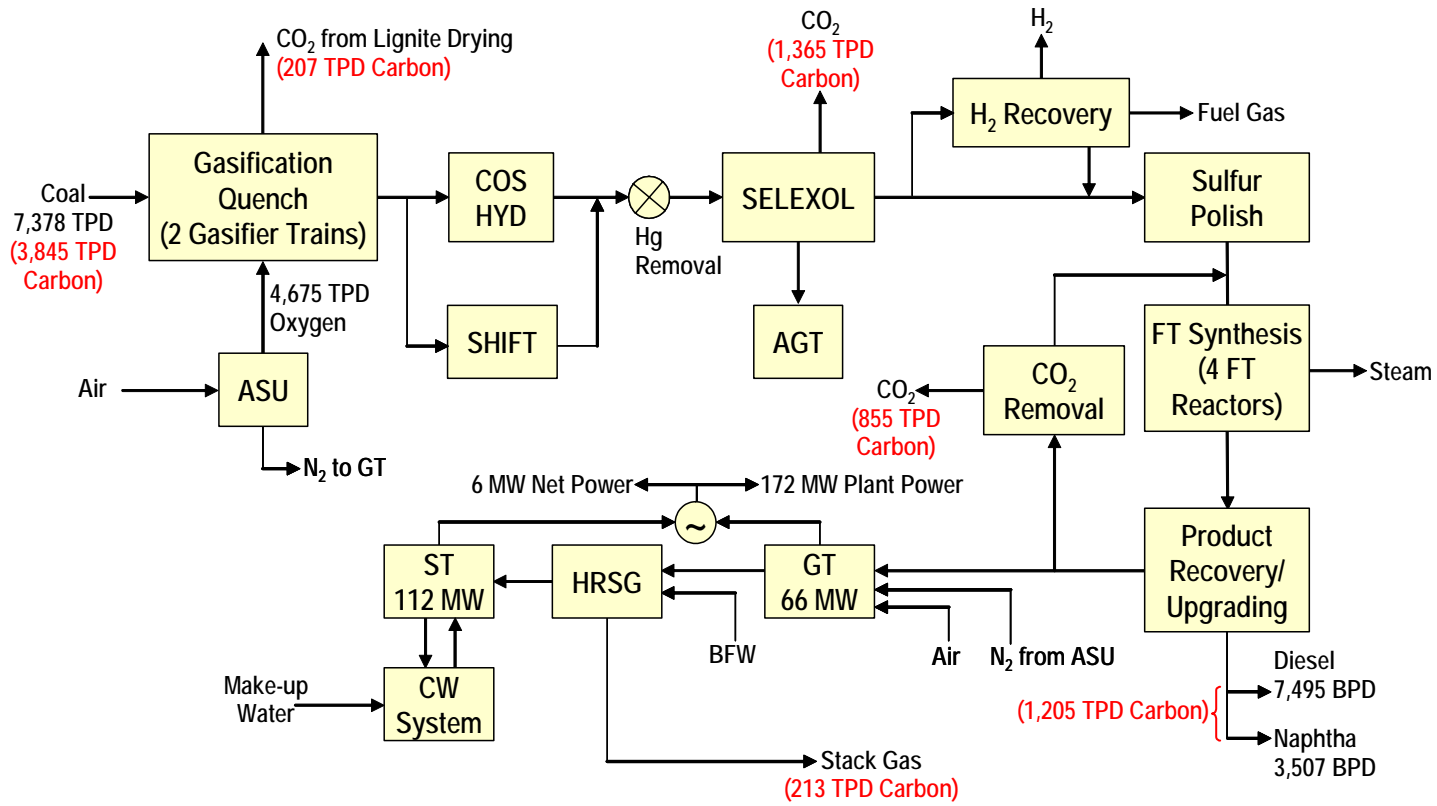 CO₂ from Lignite Drying
(207 TPD Carbon)
Coal
7,378 TPD
(3,845 TPD
Carbon)
Gasification
Quench
(2 Gasifier Trains)
4,675 TPD
Oxygen
Air
ASU
N₂ to GT
COS
HYD
SHIFT
Hg
Removal
CO₂
(1,365 TPD
Carbon)
SELEXOL
AGT
H₂
H₂ Recovery
Fuel Gas
Sulfur
Polish
FT Synthesis
(4 FT
Reactors)
Steam
CO₂
Removal
CO₂
(855 TPD
Carbon)
Product
Recovery/
Upgrading
Diesel
7,495 BPD
(1,205 TPD Carbon)
Naphtha
3,507 BPD
6 MW Net Power
172 MW Plant Power
~
ST
112 MW
HRSG
GT
66 MW
BFW
Air
N₂ from ASU
Make-up
Water
CW
System
Stack Gas
(213 TPD Carbon)